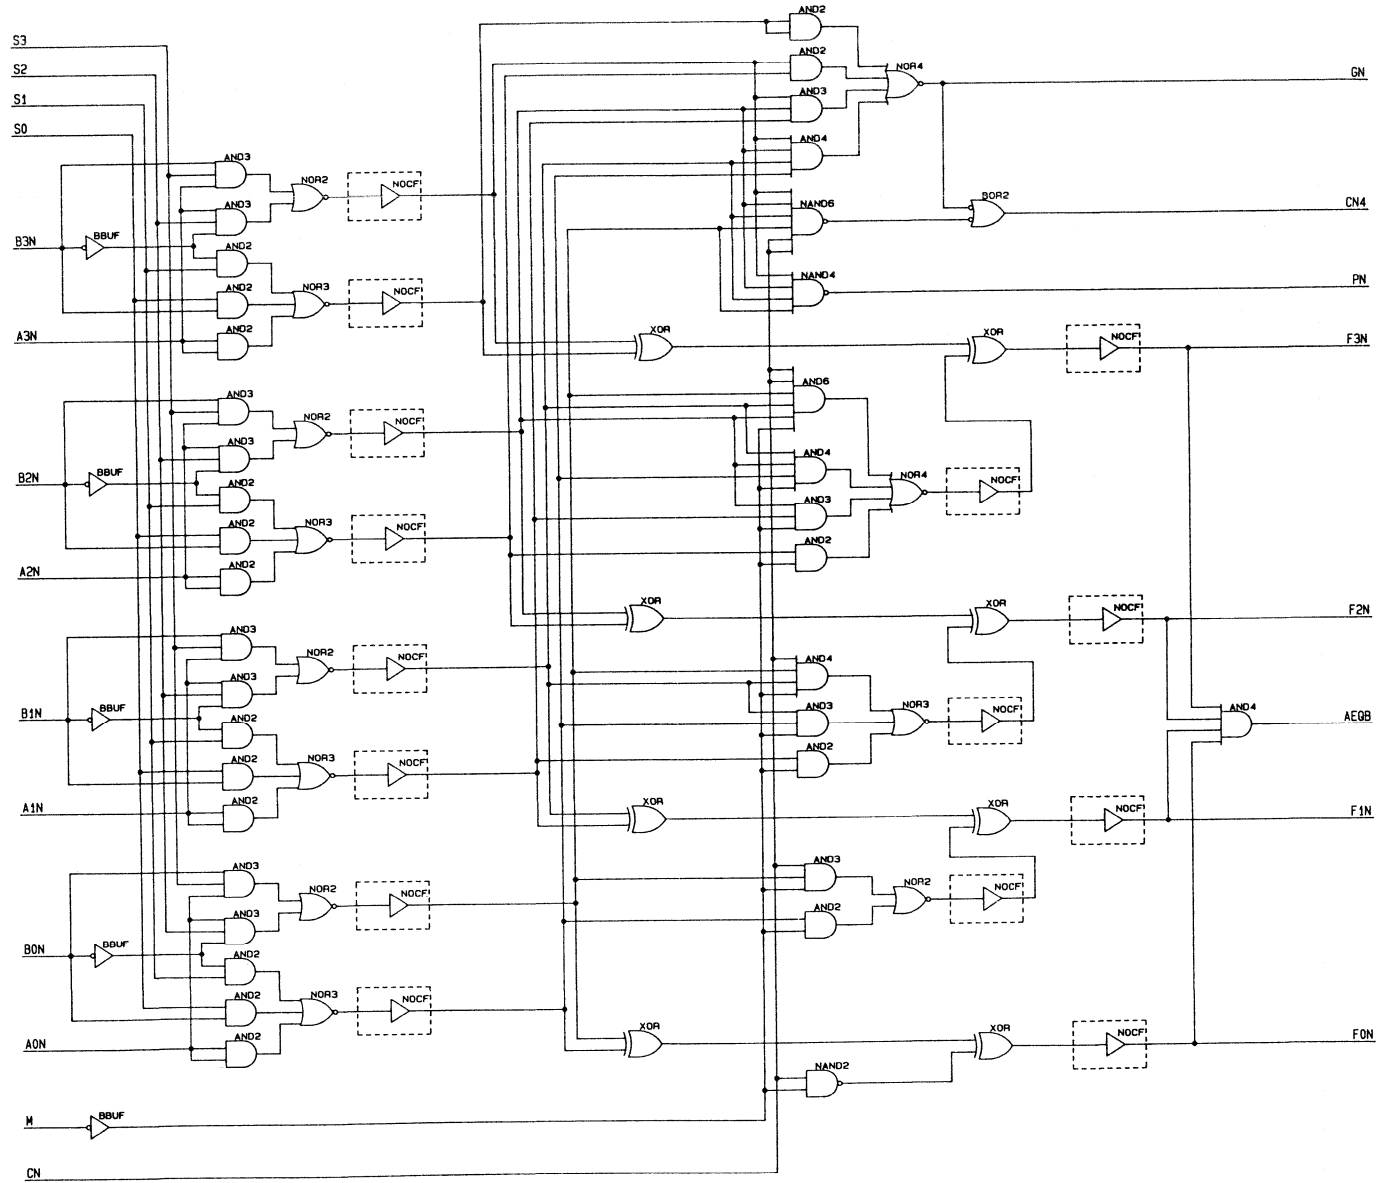 AND2
S3
AND2
NOR4
GN
S2
AND3
S1
AND4
S0
AND3
NOR2
NOCF
NAND6
BOR2
CN4
AND3
B3N
BBUF
AND2
NAND4
PN
AND2
NOR3
NOCF
A3N
AND2
XOR
XOR
NOCF
F3N
AND3
NOR2
NOCF
AND6
AND3
AND4
NOR4
NOCF
B2N
BBUF
AND2
AND3
AND2
NOR3
NOCF
AND2
A2N
AND2
XOR
XOR
NOCF
F2N
AND3
NOR2
NOCF
AND4
AND3
AND3
NOR3
NOCF
B1N
BBUF
AND2
AND2
AND4
AEQB
AND2
NOR3
NOCF
A1N
AND2
XOR
XOR
NOCF
F1N
AND3
NOR2
NOCF
AND3
NOR2
NOCF
AND3
AND2
B0N
BBUF
AND2
AND2
NOR3
NOCF
A0N
AND2
XOR
XOR
NOCF
F0N
NAND2
M
BBUF
CN